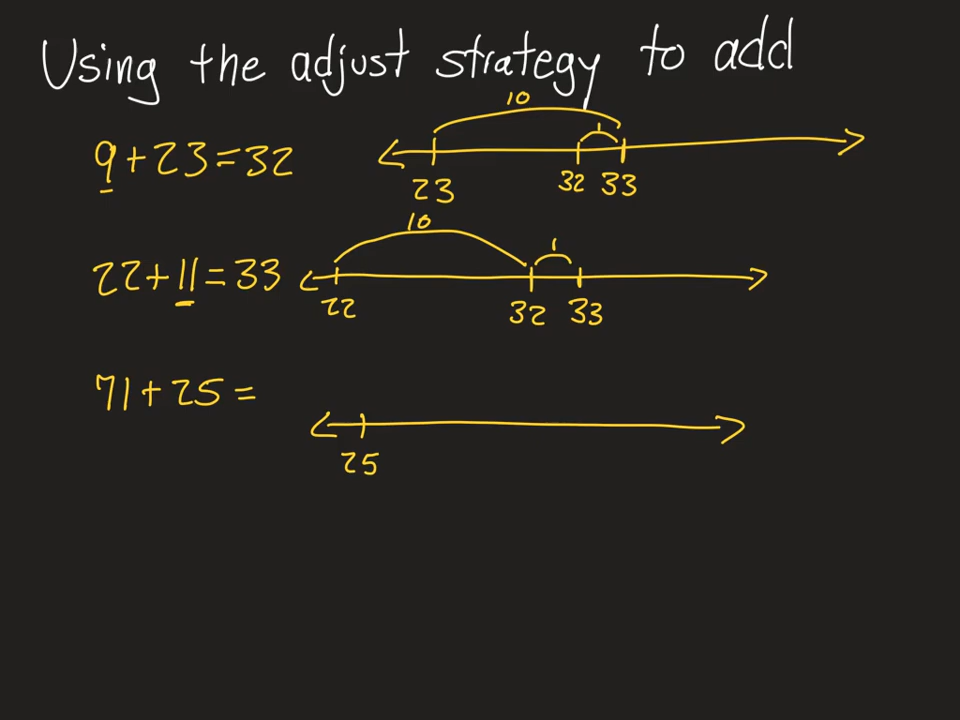 Using the adjust strategy to add
10
9+23=32
1
23 32 33
10
22+11=33
1
22 32 33
71+25=
25